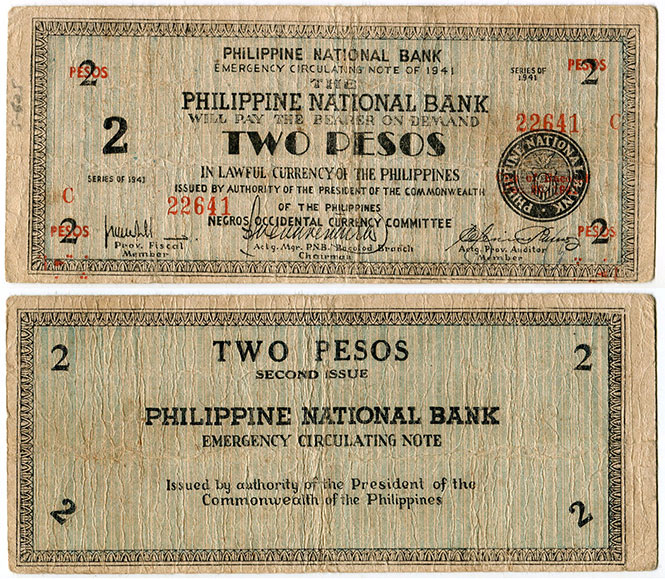 PHILIPPINE NATIONAL BANK
EMERGENCY CIRCULATING NOTE OF 1941
SERIES OF 1941
2 PESOS
2 PESOS
THE
PHILIPPINE NATIONAL BANK
WILL PAY THE BEARER ON DEMAND
22641 C
2
TWO PESOS
IN LAWFUL CURRENCY OF THE PHILIPPINES
SERIES OF 1941
ISSUED BY AUTHORITY OF THE PRESIDENT OF THE COMMONWEALTH
C
22641
OF THE PHILIPPINES
NEGROS OCCIDENTAL CURRENCY COMMITTEE
PHILIPPINE NATIONAL BANK
2 PESOS
2 PESOS
Prov. Fiscal
Member
Actg. Mgr. PNB. Bacolod Branch
Chairman
Actg. Prov. Auditor
Member
2
TWO PESOS
2
SECOND ISSUE
PHILIPPINE NATIONAL BANK
EMERGENCY CIRCULATING NOTE
Issued by authority of the President of the
Commonwealth of the Philippines
2
2